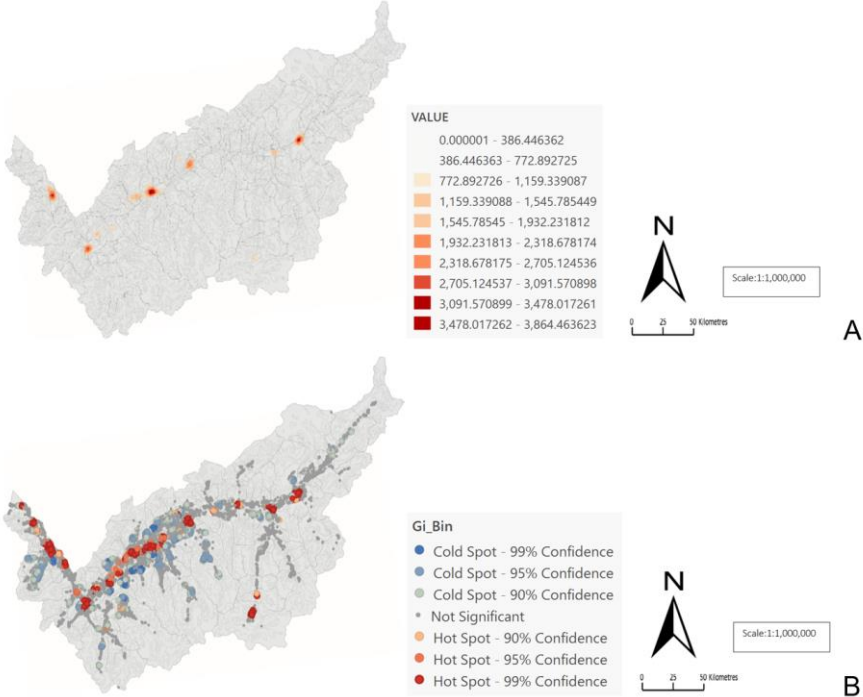 VALUE
0.000001 - 386.446362
386.446363 - 772.892725
772.892726 - 1,159.339087
1,159.339088 - 1,545.785449
1,545.78545 - 1,932.231812
1,932.231813 - 2,318.678174
2,318.678175 - 2,705.124536
2,705.124537 - 3,091.570898
3,091.570899 - 3,478.017261
3,478.017262 - 3,864.463623
N
0 25 50 Kilometres
Scale:1:1,000,000
A
Gi_Bin
Cold Spot - 99% Confidence
Cold Spot - 95% Confidence
Cold Spot - 90% Confidence
Not Significant
Hot Spot - 90% Confidence
Hot Spot - 95% Confidence
Hot Spot - 99% Confidence
N
0 25 50 Kilometres
Scale:1:1,000,000
B